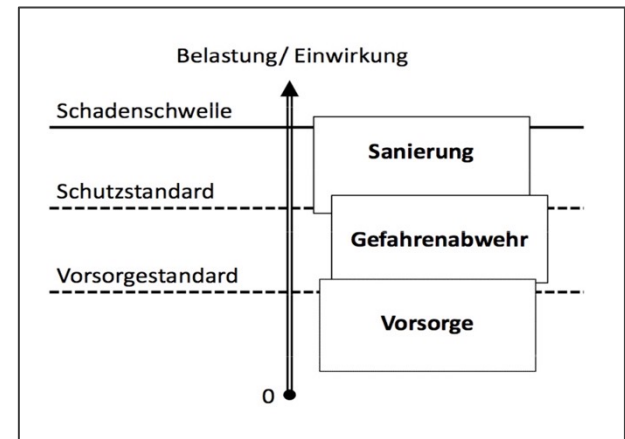 Belastung/ Einwirkung
Schadenschwelle
Sanierung
Schutzstandard
Gefahrenabwehr
Vorsorgestandard
Vorsorge
0